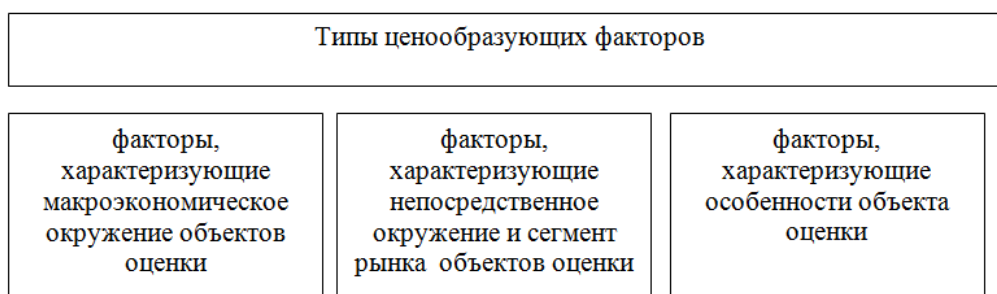 Типы ценообразующих факторов
факторы,
характеризующие
макроэкономическое
окружение объектов
оценки
факторы,
характеризующие
непосредственное
окружение и сегмент
рынка объектов оценки
факторы,
характеризующие
особенности объекта
оценки